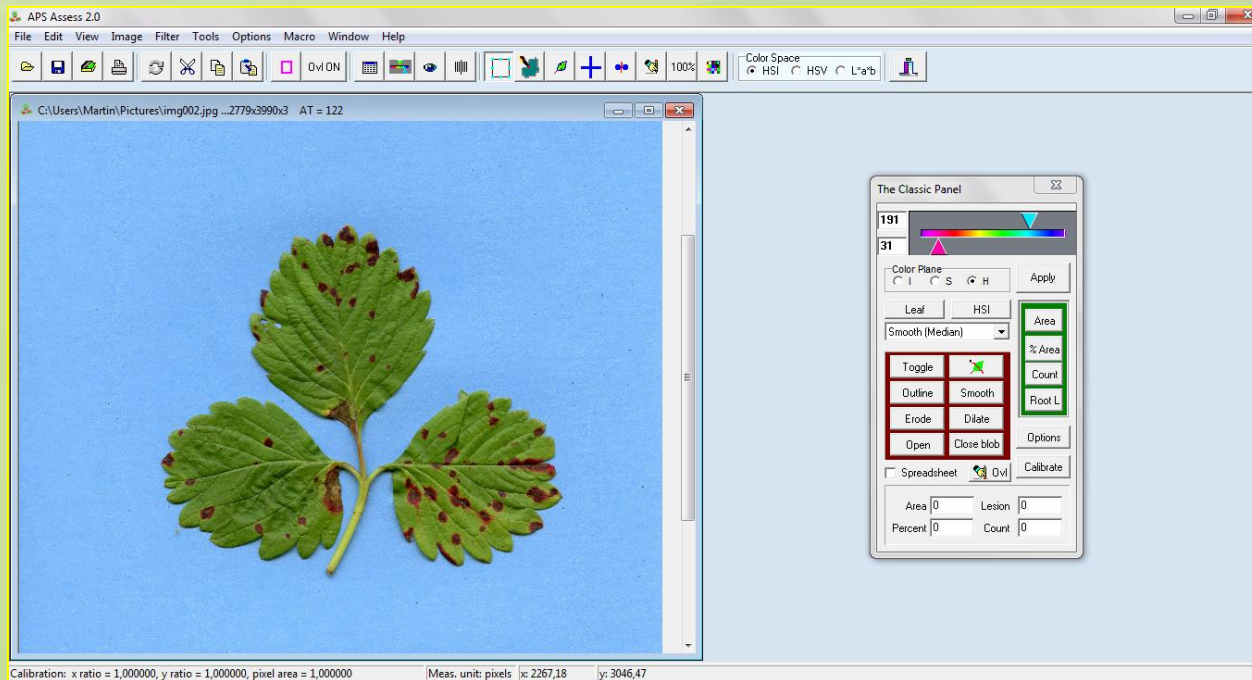 APS Assess 2.0
File Edit View Image Filter Tools Options Macro Window Help
Ovl ON 100% Color Space HSI HSV L*a*b
C:\Users\Martin\Pictures\img002.jpg ...2779x3990x3 AT = 122
The Classic Panel
191
31
Color Plane
I S H
Apply
Leaf HSI
Smooth (Median)
Area
% Area
Count
Root L
Toggle
Outline Smooth
Erode Dilate
Open Close blob
Options
Spreadsheet Ovl Calibrate
Area 0 Lesion 0
Percent 0 Count 0
Calibration: x ratio = 1,000000, y ratio = 1,000000, pixel area = 1,000000 Meas. unit: pixels x: 2267,18 y: 3046,47